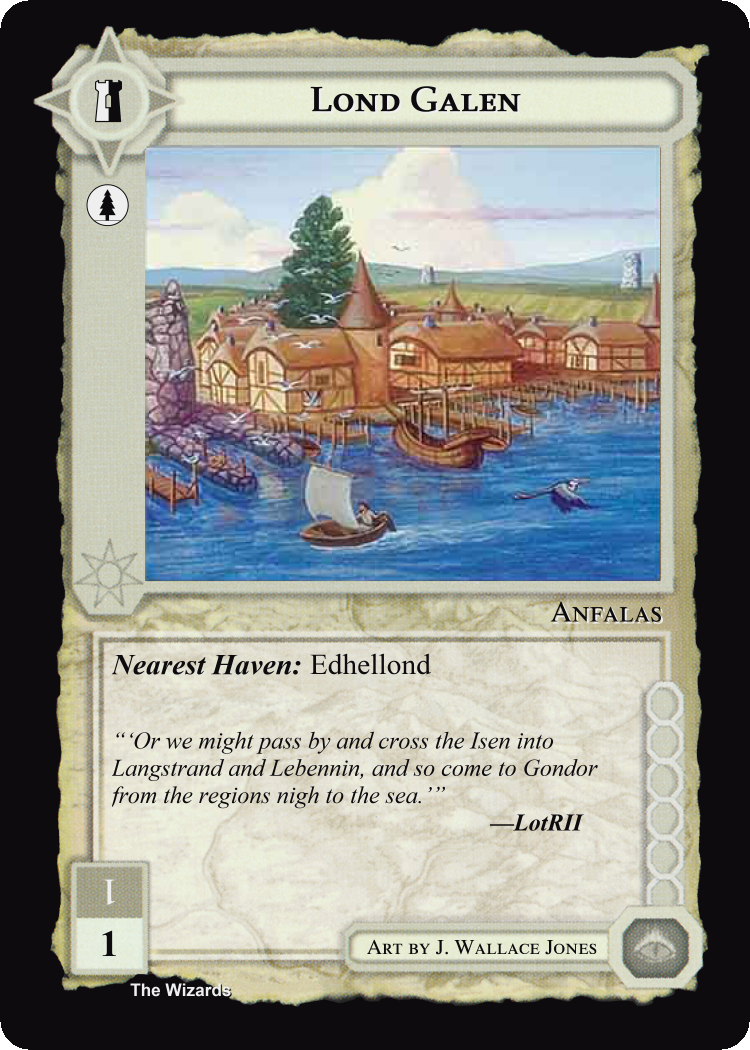 Lond Galen
Anfalas
Nearest Haven: Edhellond
“‘Or we might pass by and cross the Isen into
Langstrand and Lebennin, and so come to Gondor
from the regions nigh to the sea.’”
—LotRII
1
1
Art by J. Wallace Jones
The Wizards